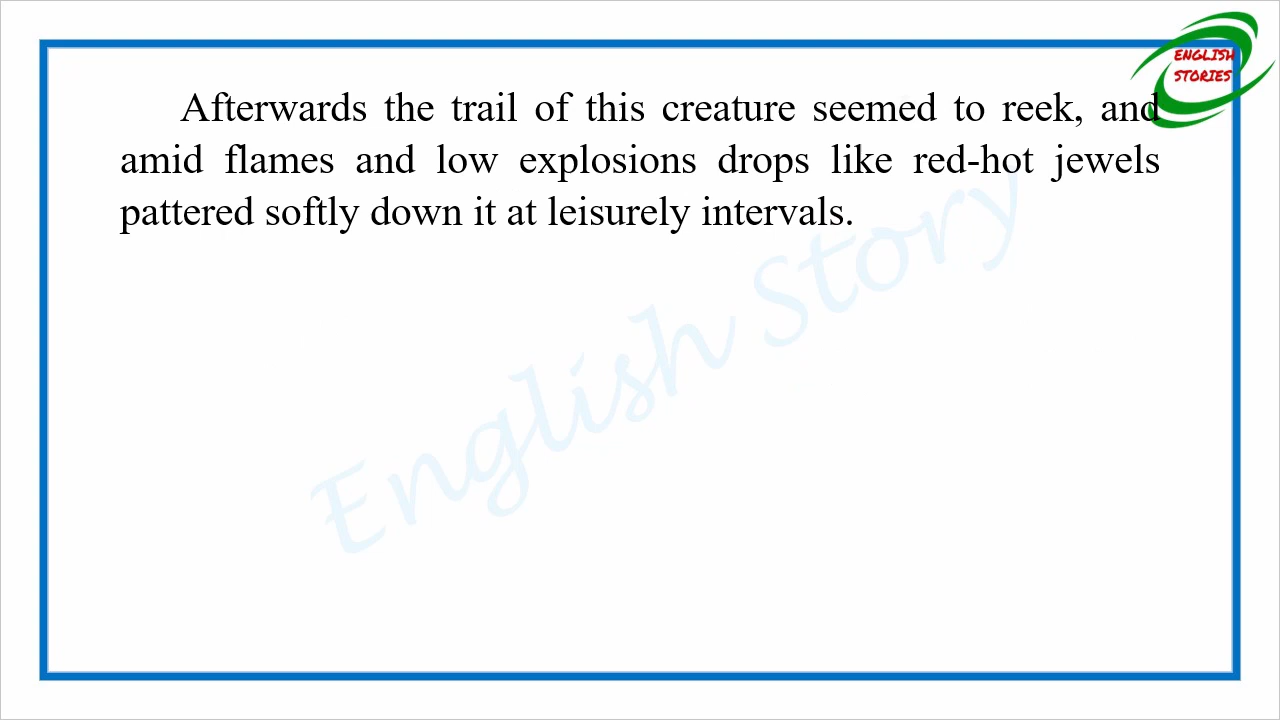 ENGLISH
STORIES
Afterwards the trail of this creature seemed to reek, and
amid flames and low explosions drops like red-hot jewels
pattered softly down it at leisurely intervals.
English Story